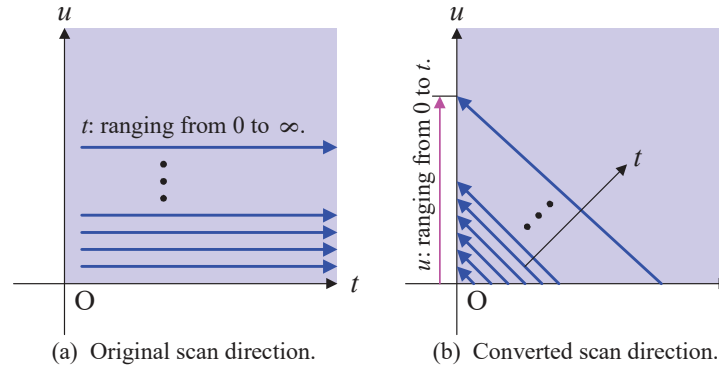 u
t: ranging from 0 to ∞.
O
t
(a) Original scan direction.
u
u: ranging from 0 to t.
t
O
(b) Converted scan direction.